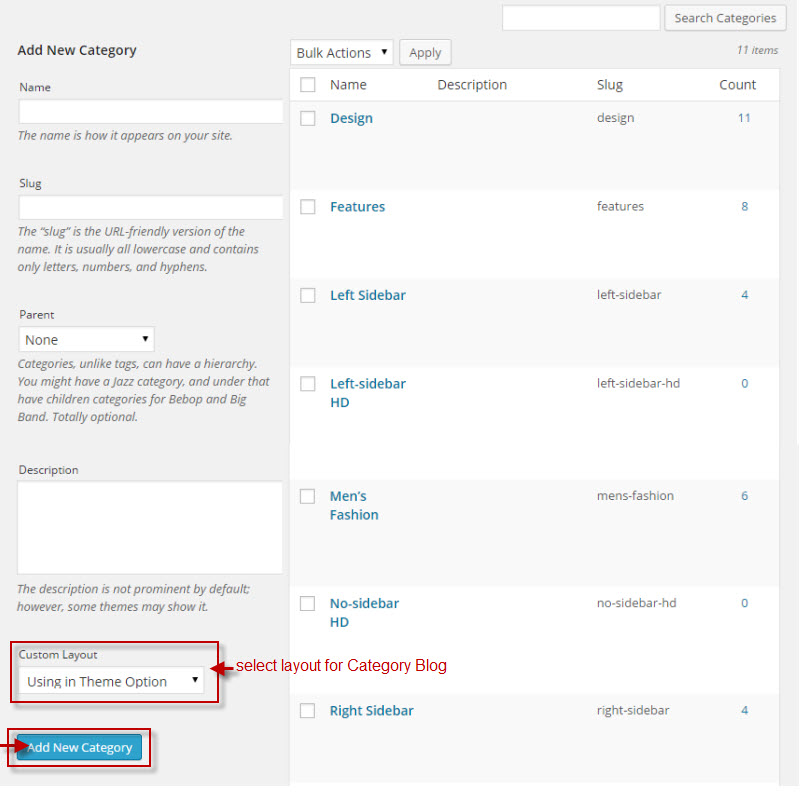 Search Categories
Add New Category
Bulk Actions
Apply
11 items
Name
The name is how it appears on your site.
Slug
The “slug” is the URL-friendly version of the
name. It is usually all lowercase and contains
only letters, numbers, and hyphens.
Parent
None
Categories, unlike tags, can have a hierarchy.
You might have a Jazz category, and under that
have children categories for Bebop and Big
Band. Totally optional.
Description
The description is not prominent by default;
however, some themes may show it.
Custom Layout
Using in Theme Option
select layout for Category Blog
Add New Category
Name Description Slug Count
Design design 11
Features features 8
Left Sidebar left-sidebar 4
Left-sidebar left-sidebar-hd 0
HD
Men's mens-fashion 6
Fashion
No-sidebar no-sidebar-hd 0
HD
Right Sidebar right-sidebar 4